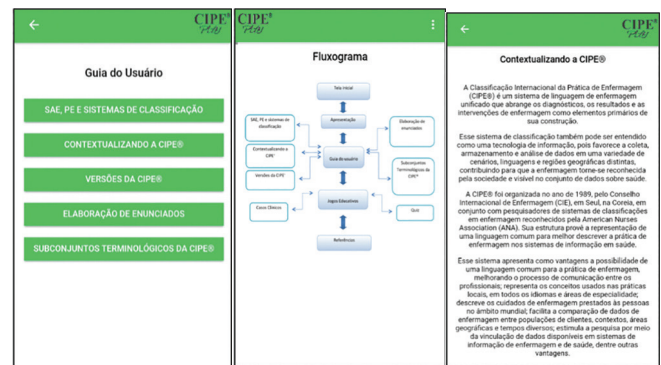 CIPE®
Play
Guia do Usuário
SAE, PE E SISTEMAS DE CLASSIFICAÇÃO
CONTEXTUALIZANDO A CIPE®
VERSÕES DA CIPE®
ELABORAÇÃO DE ENUNCIADOS
SUBCONJUNTOS TERMINOLÓGICOS DA CIPE®
CIPE®
Play
Fluxograma
Tela inicial
SAE, PE e sistemas de
classificação
Apresentação
Elaboração de
enunciados
Contextualizando a
CIPE
Guia do usuário
Versões da CIPE
Subconjuntos
Terminológicos da
CIPE®
Casos Clínicos
Jogos Educativos
Quiz
Referências
CIPE®
Play
Contextualizando a CIPE®
A Classificação Internacional da Prática de Enfermagem
(CIPE®) é um sistema de linguagem de enfermagem
unificado que abrange os diagnósticos, os resultados e as
intervenções de enfermagem como elementos primários de
sua construção.
Esse sistema de classificação também pode ser entendido
como uma tecnologia de informação, pois favorece a coleta,
armazenamento e análise de dados em uma variedade de
cenários, linguagem e regiões geográficas distintas,
contribuindo para que a enfermagem torne-se reconhecida
pela sociedade e visível no conjunto de dados sobre saúde.
A CIPE® foi organizada no ano de 1989, pelo Conselho
Internacional de Enfermagem (CIE), em Seul, na Coreia, em
conjunto com pesquisadores de sistemas de classificações
em enfermagem reconhecidos pela American Nurses
Association (ANA). Sua estrutura provê a representação de
uma linguagem comum para melhor descrever a prática de
enfermagem nos sistemas de informação em saúde.
Esse sistema apresenta como vantagens a possibilidade de
uma linguagem comum para a prática de enfermagem,
melhorando o processo de comunicação entre os
profissionais; representa os conceitos usados nas práticas
locais, em todos os idiomas e áreas de especialidade;
descreve os cuidados de enfermagem prestados às pessoas
no âmbito mundial; facilita a comparação de dados de
enfermagem entre populações de clientes, contextos, áreas
geográficas e tempos diversos; estimula a pesquisa por meio
da vinculação de dados disponíveis em sistemas de
informação de enfermagem e de saúde, dentre outras
vantagens.